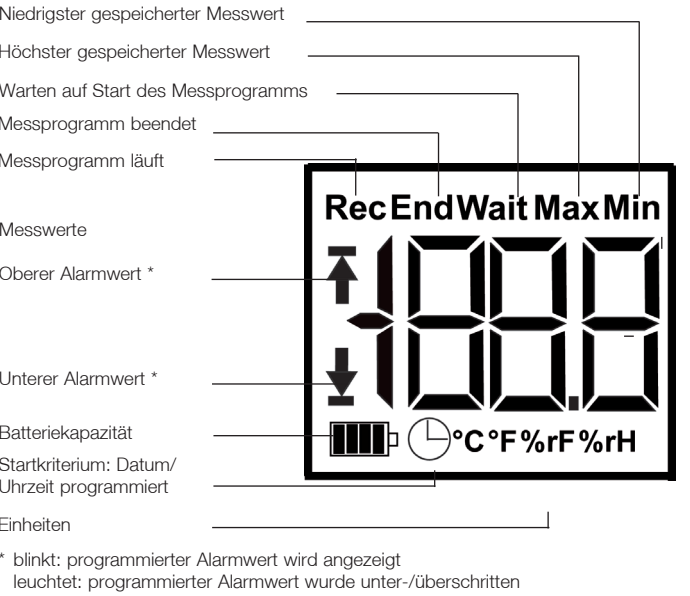 Niedrigster gespeicherter Messwert
Höchster gespeicherter Messwert
Warten auf Start des Messprogramms
Messprogramm beendet
Messprogramm läuft
Rec End Wait Max Min
Messwerte
Oberer Alarmwert *
Unterer Alarmwert *
Batteriekapazität
°C °F %rF %rH
Startkriterium: Datum/
Uhrzeit programmiert
Einheiten
* blinkt: programmierter Alarmwert wird angezeigt
leuchtet: programmierter Alarmwert wurde unter-/überschritten